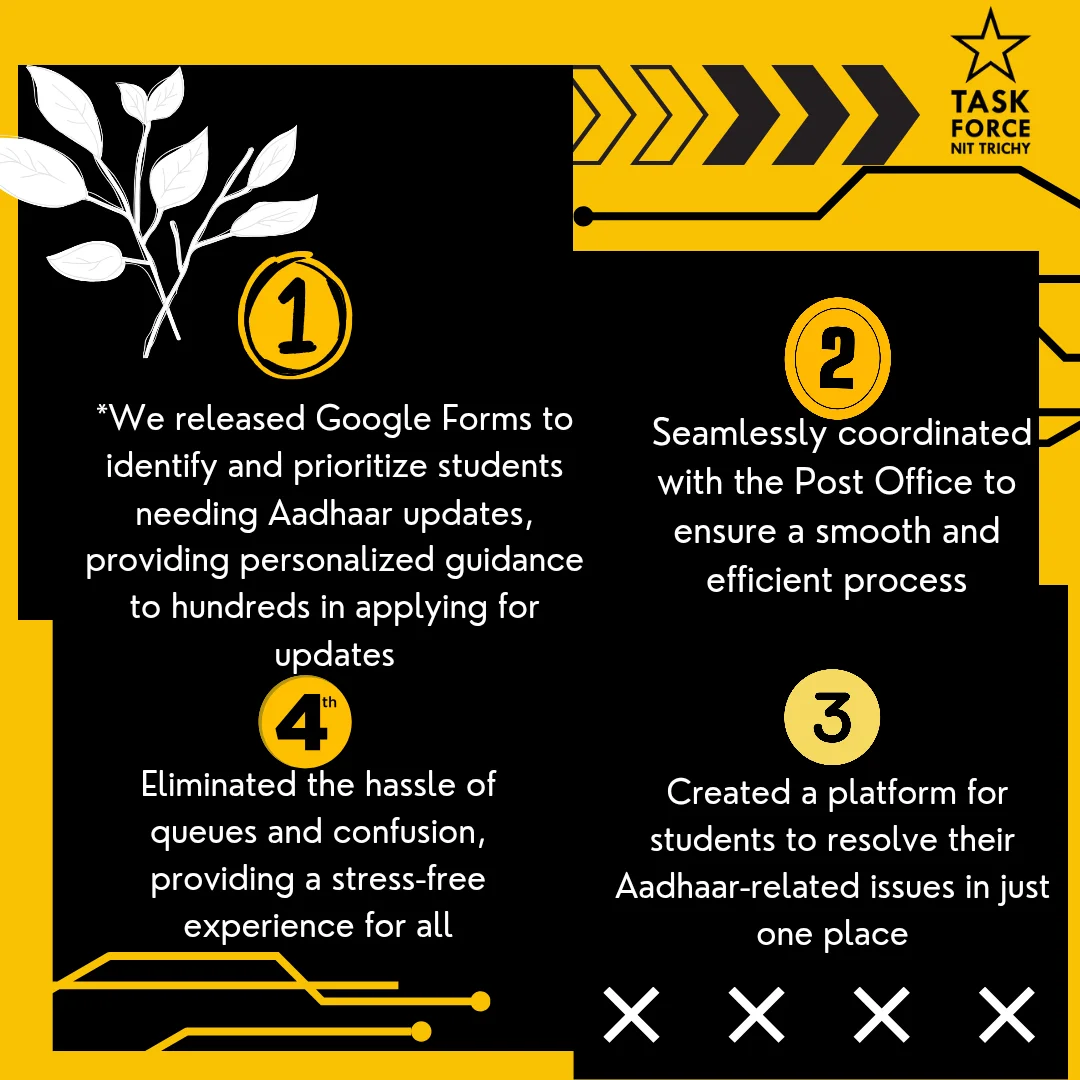 TASK
FORCE
NIT TRICHY
1
*We released Google Forms to
identify and prioritize students
needing Aadhaar updates,
providing personalized guidance
to hundreds in applying for
updates
2
Seamlessly coordinated
with the Post Office to
ensure a smooth and
efficient process
3
Created a platform for
students to resolve their
Aadhaar-related issues in just
one place
4th
Eliminated the hassle of
queues and confusion,
providing a stress-free
experience for all